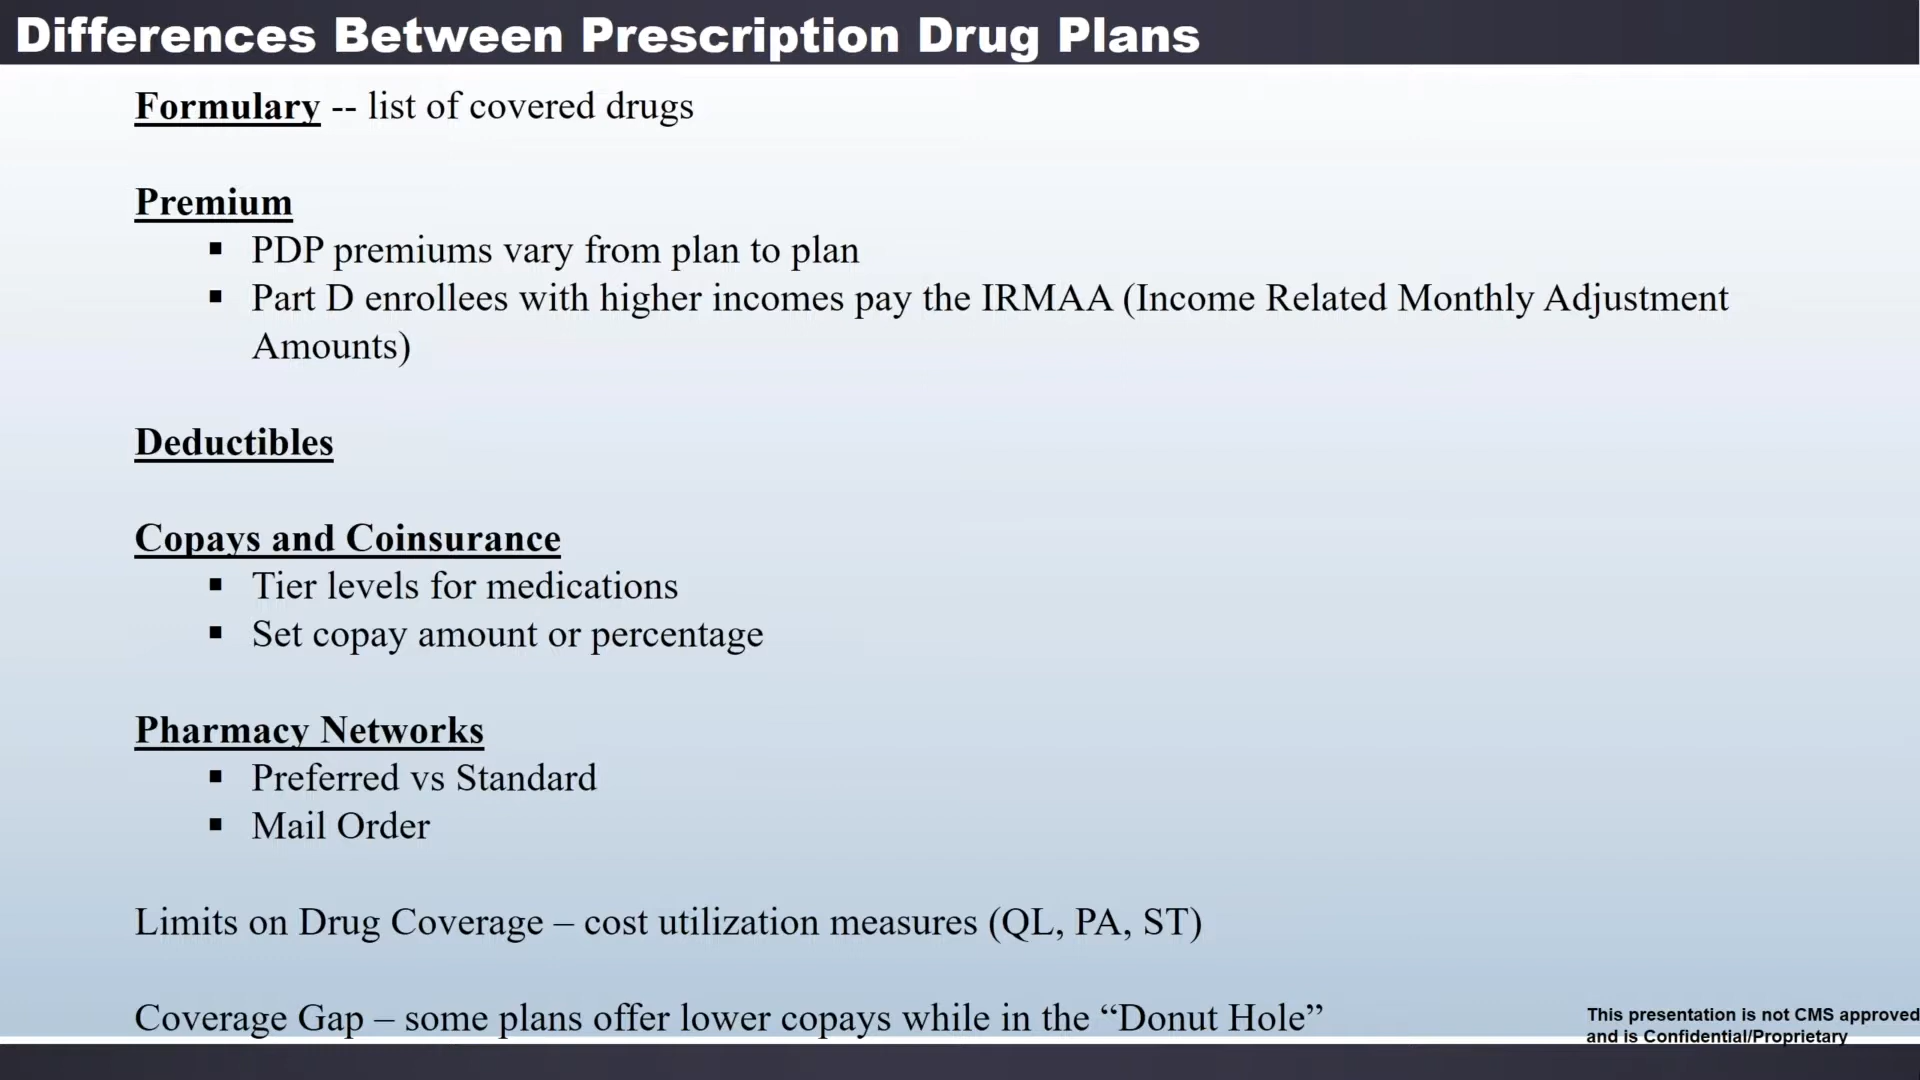 Differences Between Prescription Drug Plans
Formulary -- list of covered drugs
Premium
▪ PDP premiums vary from plan to plan
▪ Part D enrollees with higher incomes pay the IRMAA (Income Related Monthly Adjustment
Amounts)
Deductibles
Copays and Coinsurance
▪ Tier levels for medications
▪ Set copay amount or percentage
Pharmacy Networks
▪ Preferred vs Standard
▪ Mail Order
Limits on Drug Coverage – cost utilization measures (QL, PA, ST)
Coverage Gap – some plans offer lower copays while in the “Donut Hole”
This presentation is not CMS approved
and is Confidential/Proprietary